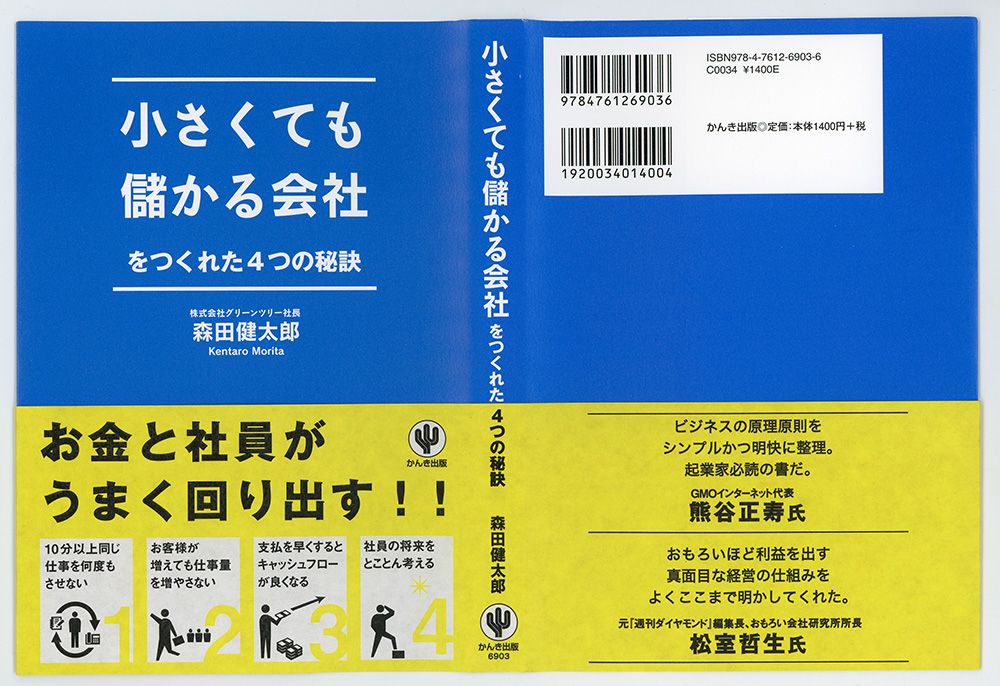 小さくても
儲かる会社
をつくれた4つの秘訣
株式会社グリーンツリー社長
森田健太郎
Kentaro Morita
お金と社員が
うまく回り出す!!
かんき出版
10分以上同じ
仕事を何度も
させない
1
お客様が
増えても仕事量
を増やさない
2
支払を早くすると
キャッシュフロー
が良くなる
3
社員の将来を
とことん考える
4
小さくても儲かる会社をつくれた4つの秘訣
森田健太郎
かんき出版
6903
9784761269036
1920034014004
ISBN978-4-7612-6903-6
C0034 ¥1400E
かんき出版◎定価:本体1400円+税
ビジネスの原理原則を
シンプルかつ明快に整理。
起業家必読の書だ。
GMOインターネット代表
熊谷正寿氏
おもろいほど利益を出す
真面目な経営の仕組みを
よくここまで明かしてくれた。
元『週刊ダイヤモンド』編集長、おもろい会社研究所所長
松室哲生氏